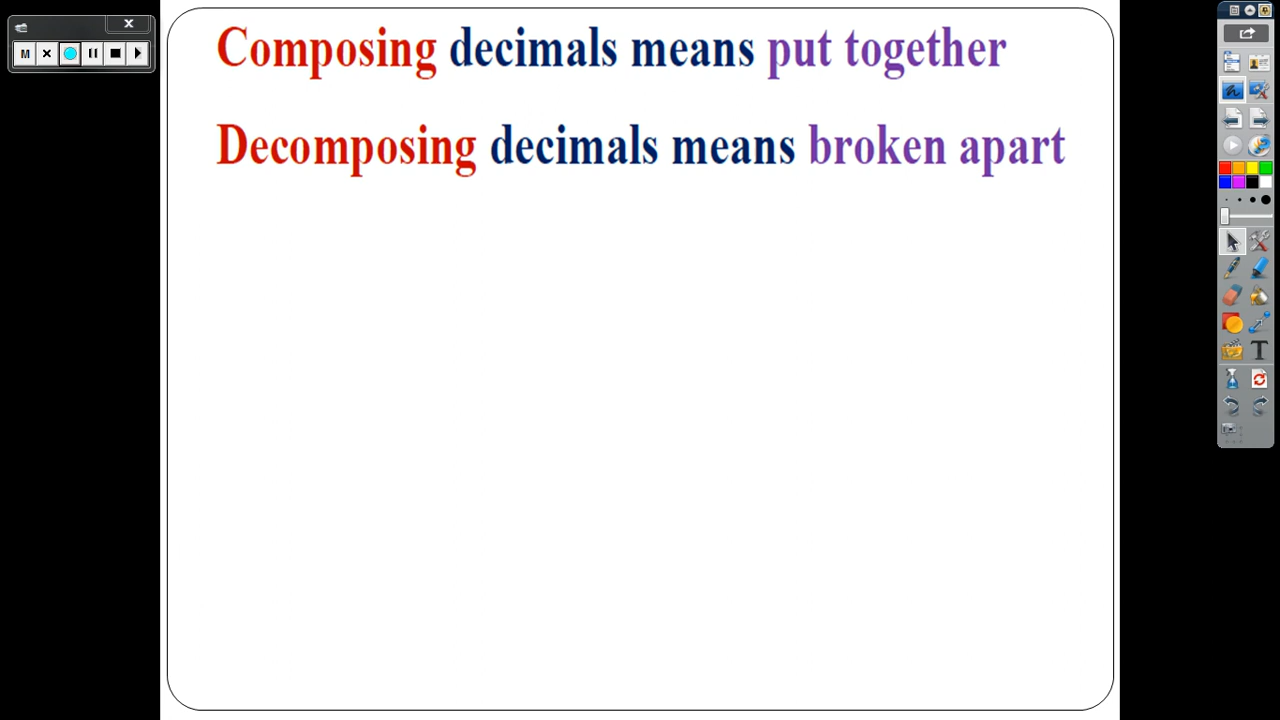 Composing decimals means put together
Decomposing decimals means broken apart
M
T